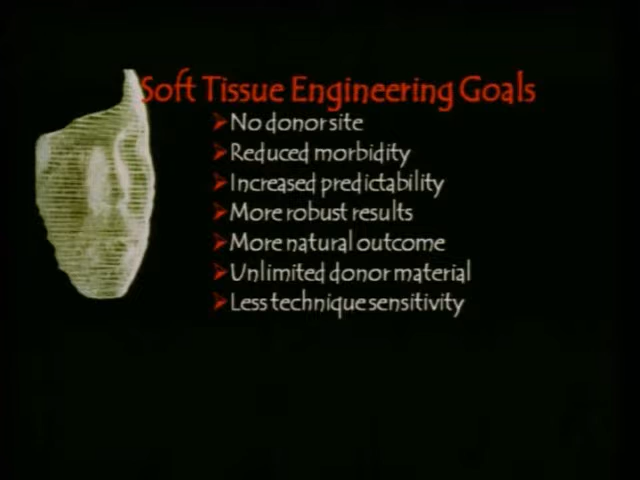 Soft Tissue Engineering Goals
No donor site
Reduced morbidity
Increased predictability
More robust results
More natural outcome
Unlimited donor material
Less technique sensitivity